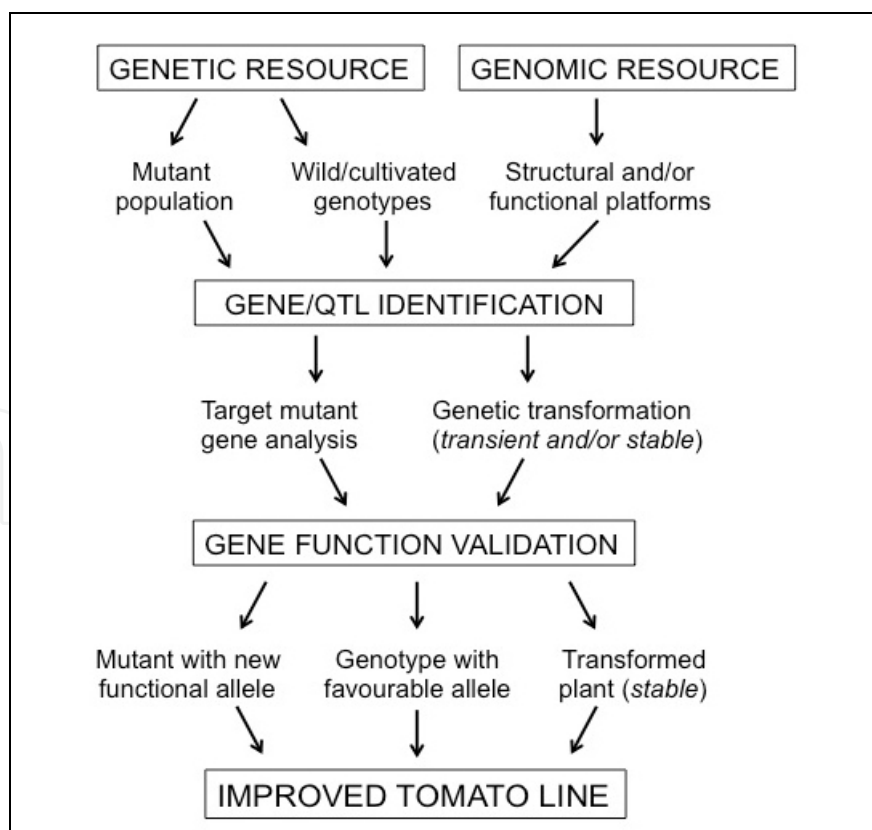 GENETIC RESOURCE
GENOMIC RESOURCE
Mutant
population
Wild/cultivated
genotypes
Structural and/or
functional platforms
GENE/QTL IDENTIFICATION
Target mutant
gene analysis
Genetic transformation
(transient and/or stable)
GENE FUNCTION VALIDATION
Mutant with new
functional allele
Genotype with
favourable allele
Transformed
plant (stable)
IMPROVED TOMATO LINE